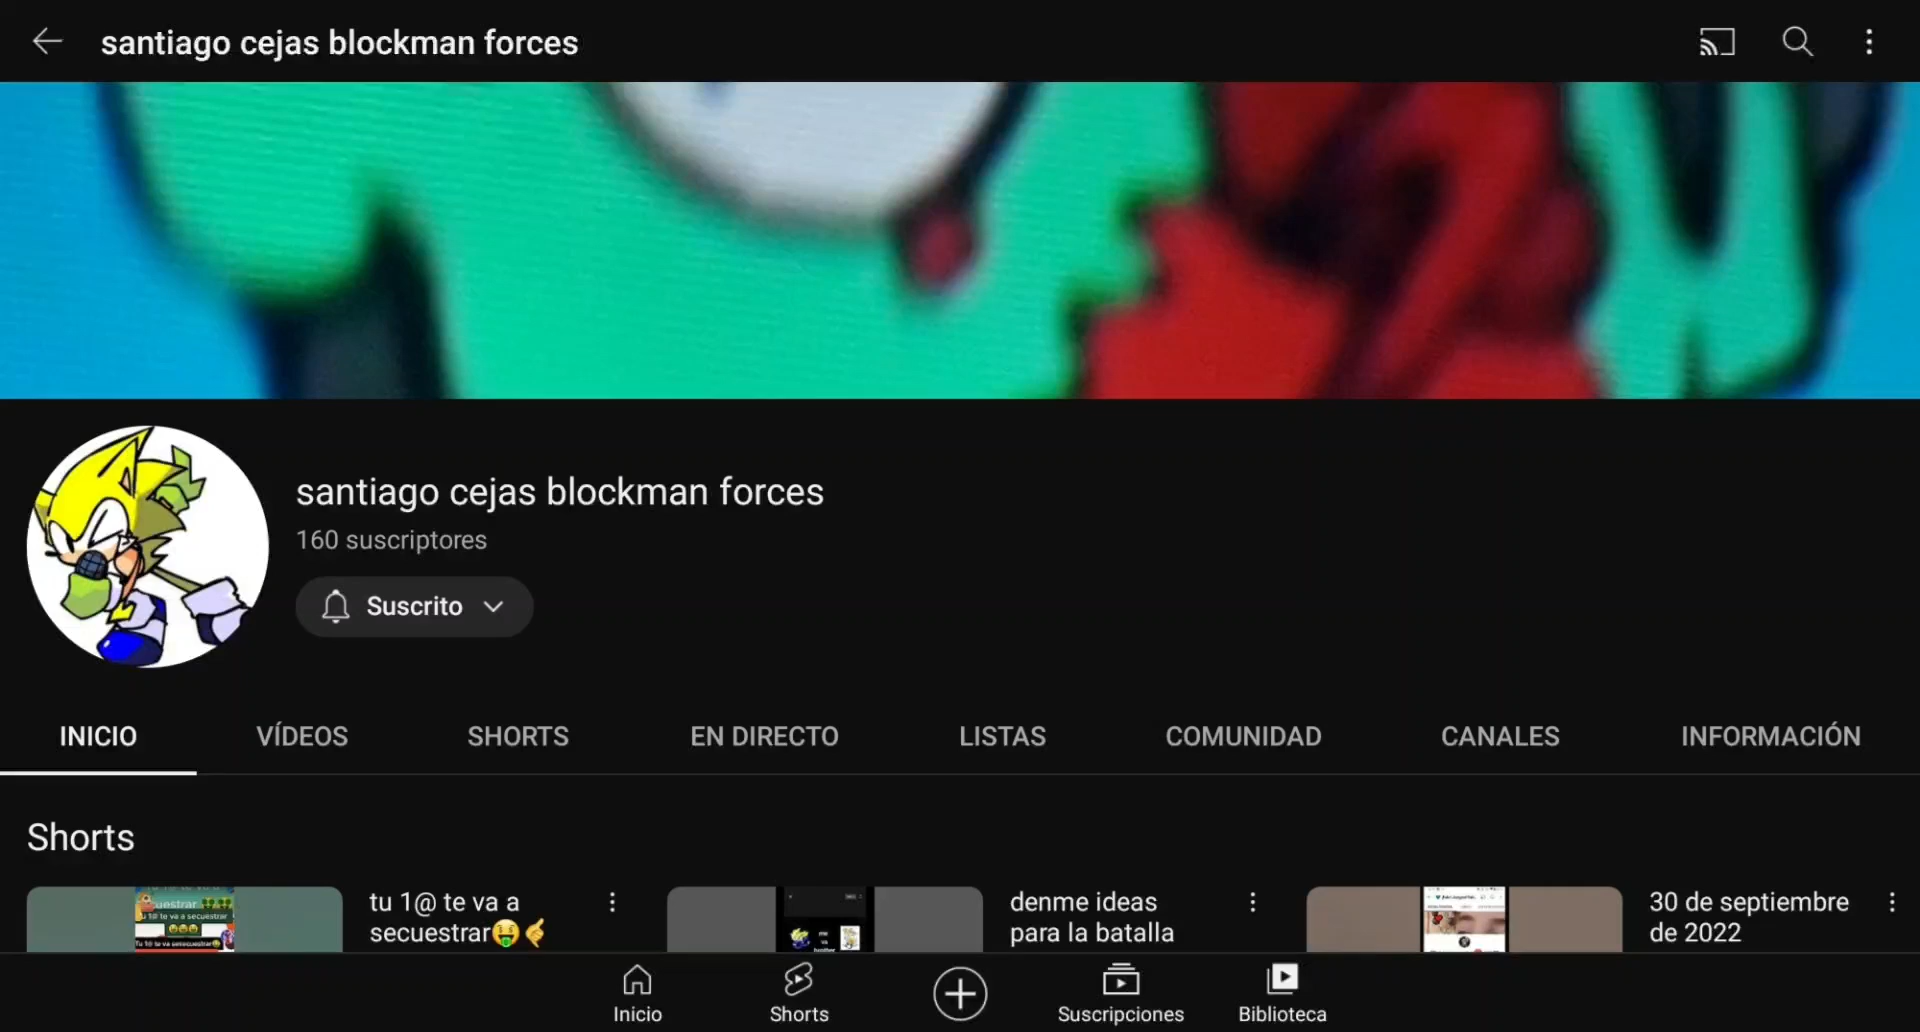 santiago cejas blockman forces
santiago cejas blockman forces
160 suscriptores
Suscrito
INICIO
VÍDEOS
SHORTS
EN DIRECTO
LISTAS
COMUNIDAD
CANALES
INFORMACIÓN
Shorts
tu 1@ te va a
secuestrar🤑🤙
denme ideas
para la batalla
30 de septiembre
de 2022
Inicio
Shorts
Suscripciones
Biblioteca